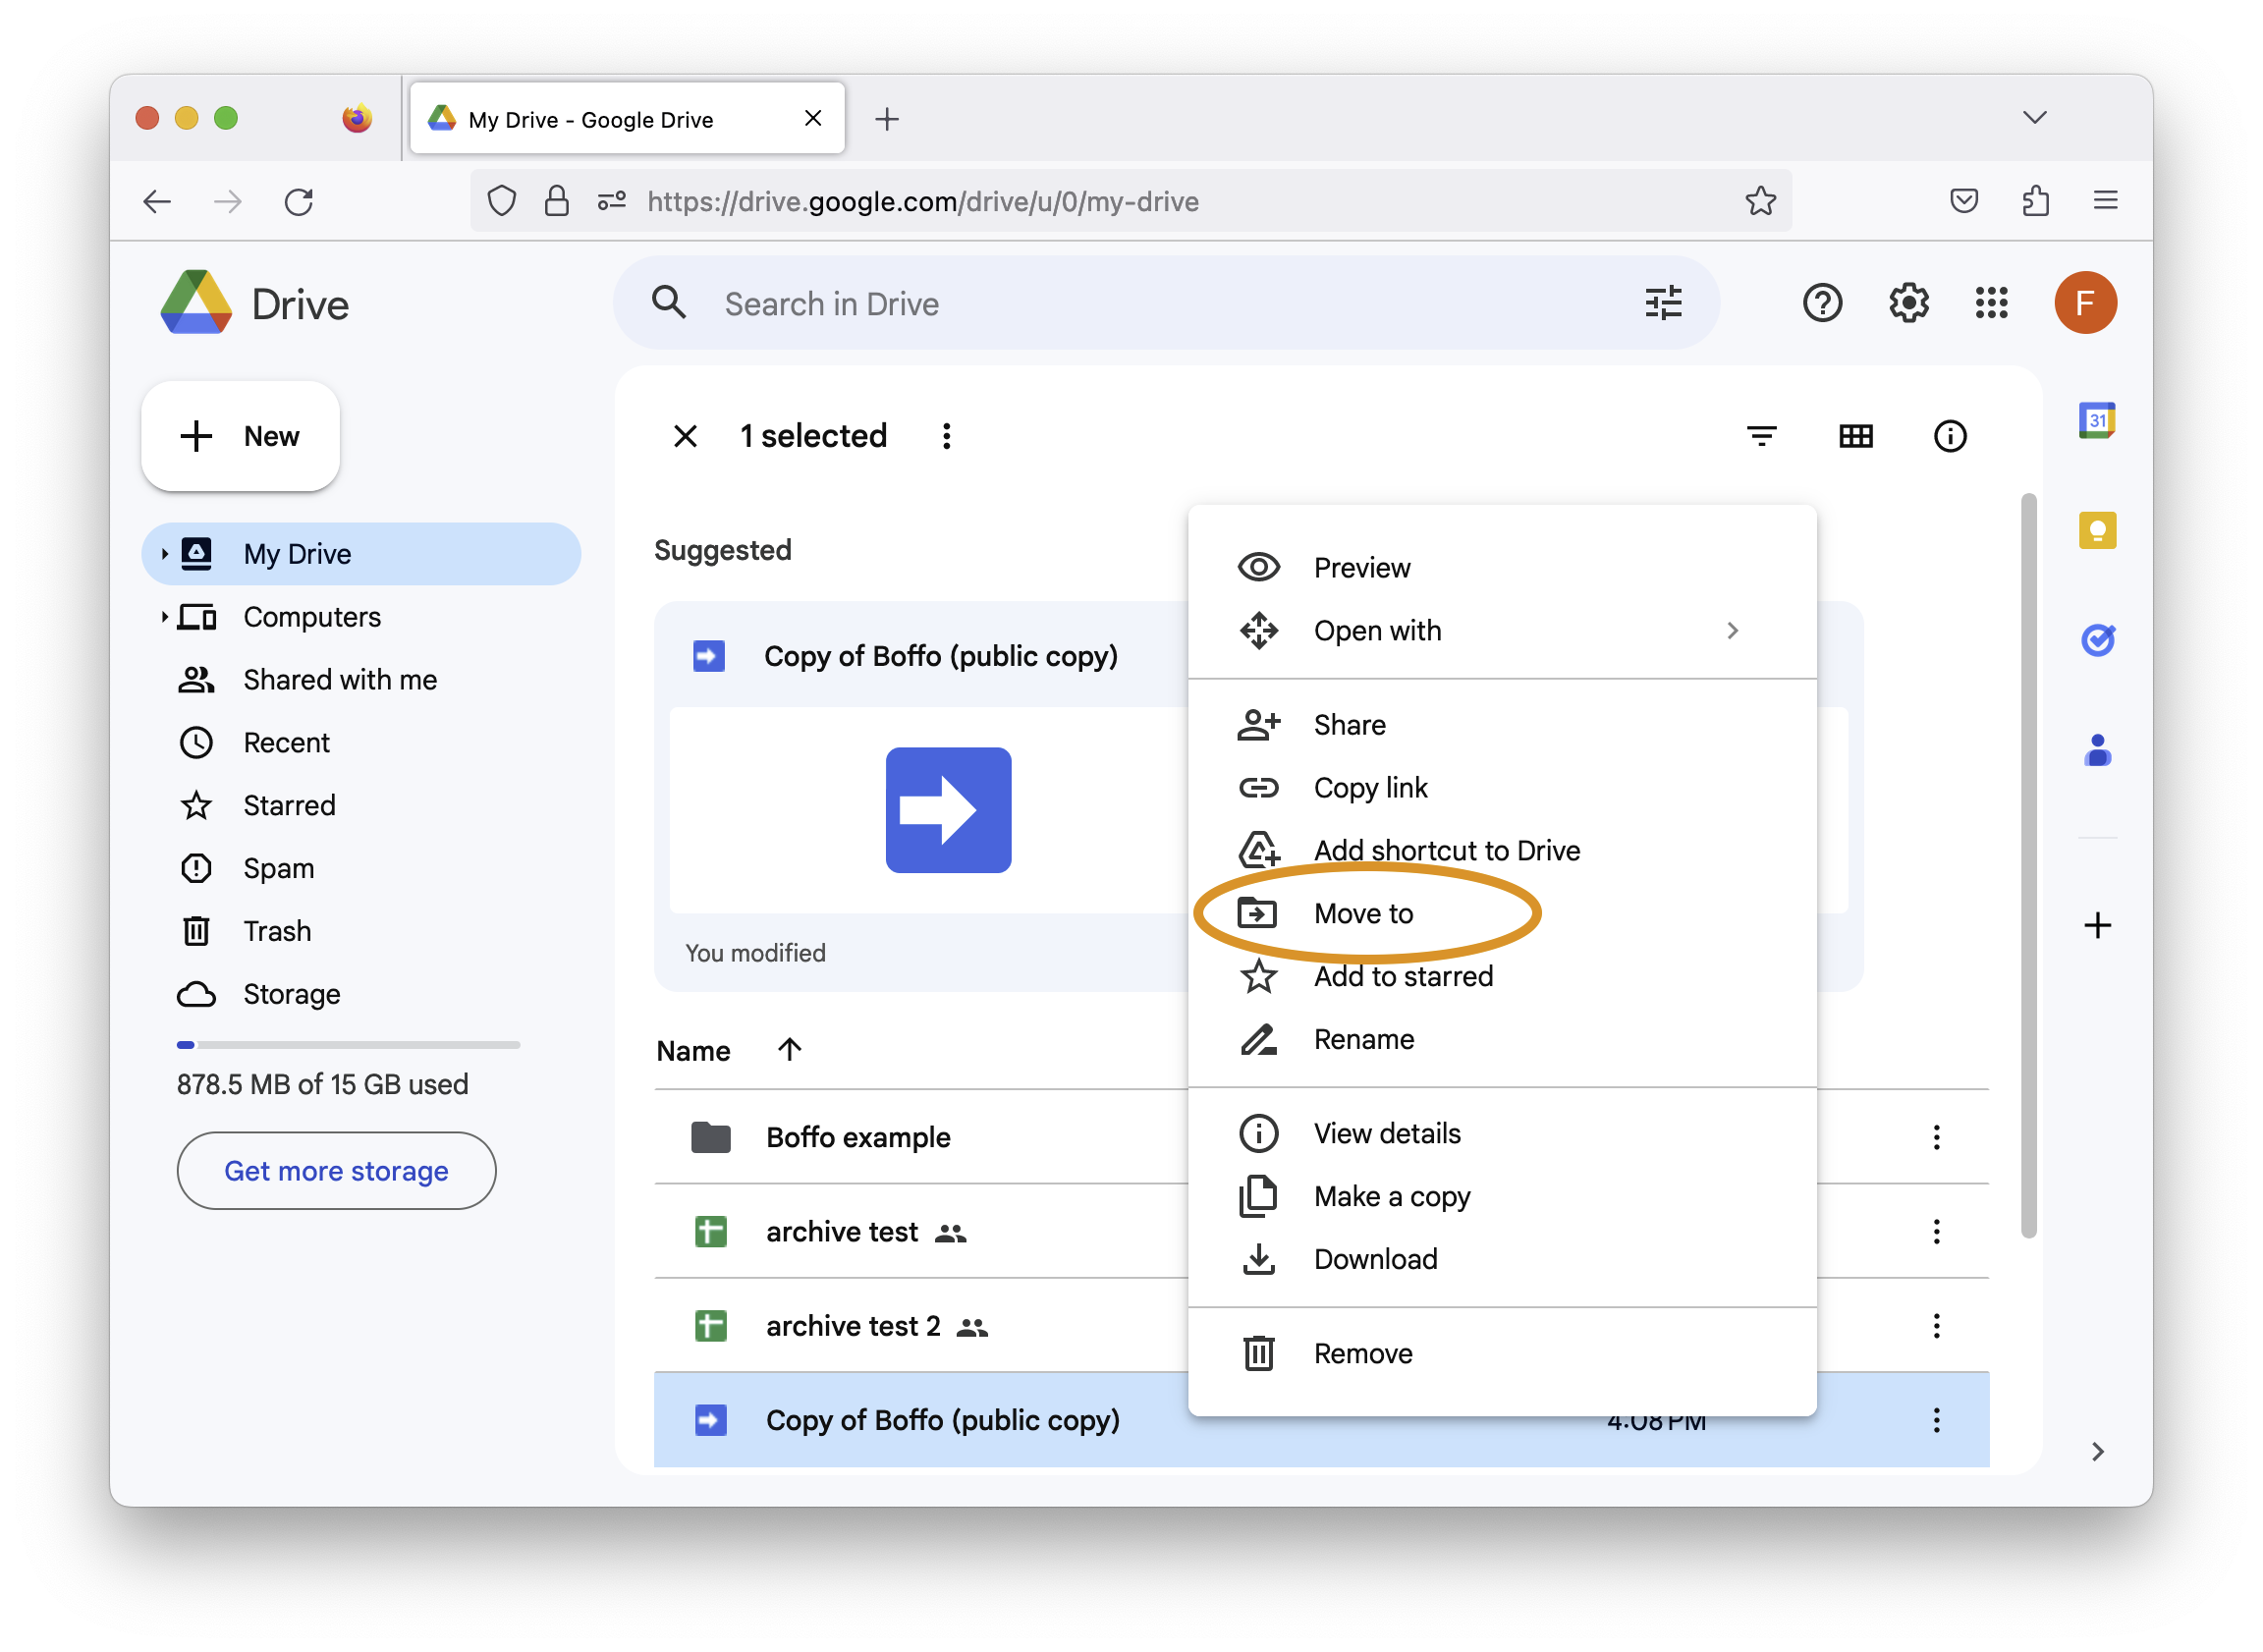 My Drive - Google Drive
https://drive.google.com/drive/u/0/my-drive
Drive
Search in Drive
F
New
1 selected
31
My Drive
Computers
Shared with me
Recent
Starred
Spam
Trash
Storage
878.5 MB of 15 GB used
Get more storage
Suggested
Copy of Boffo (public copy)
You modified
Name
Boffo example
archive test
archive test 2
Copy of Boffo (public copy)
4:08 PM
Preview
Open with
Share
Copy link
Add shortcut to Drive
Move to
Add to starred
Rename
View details
Make a copy
Download
Remove